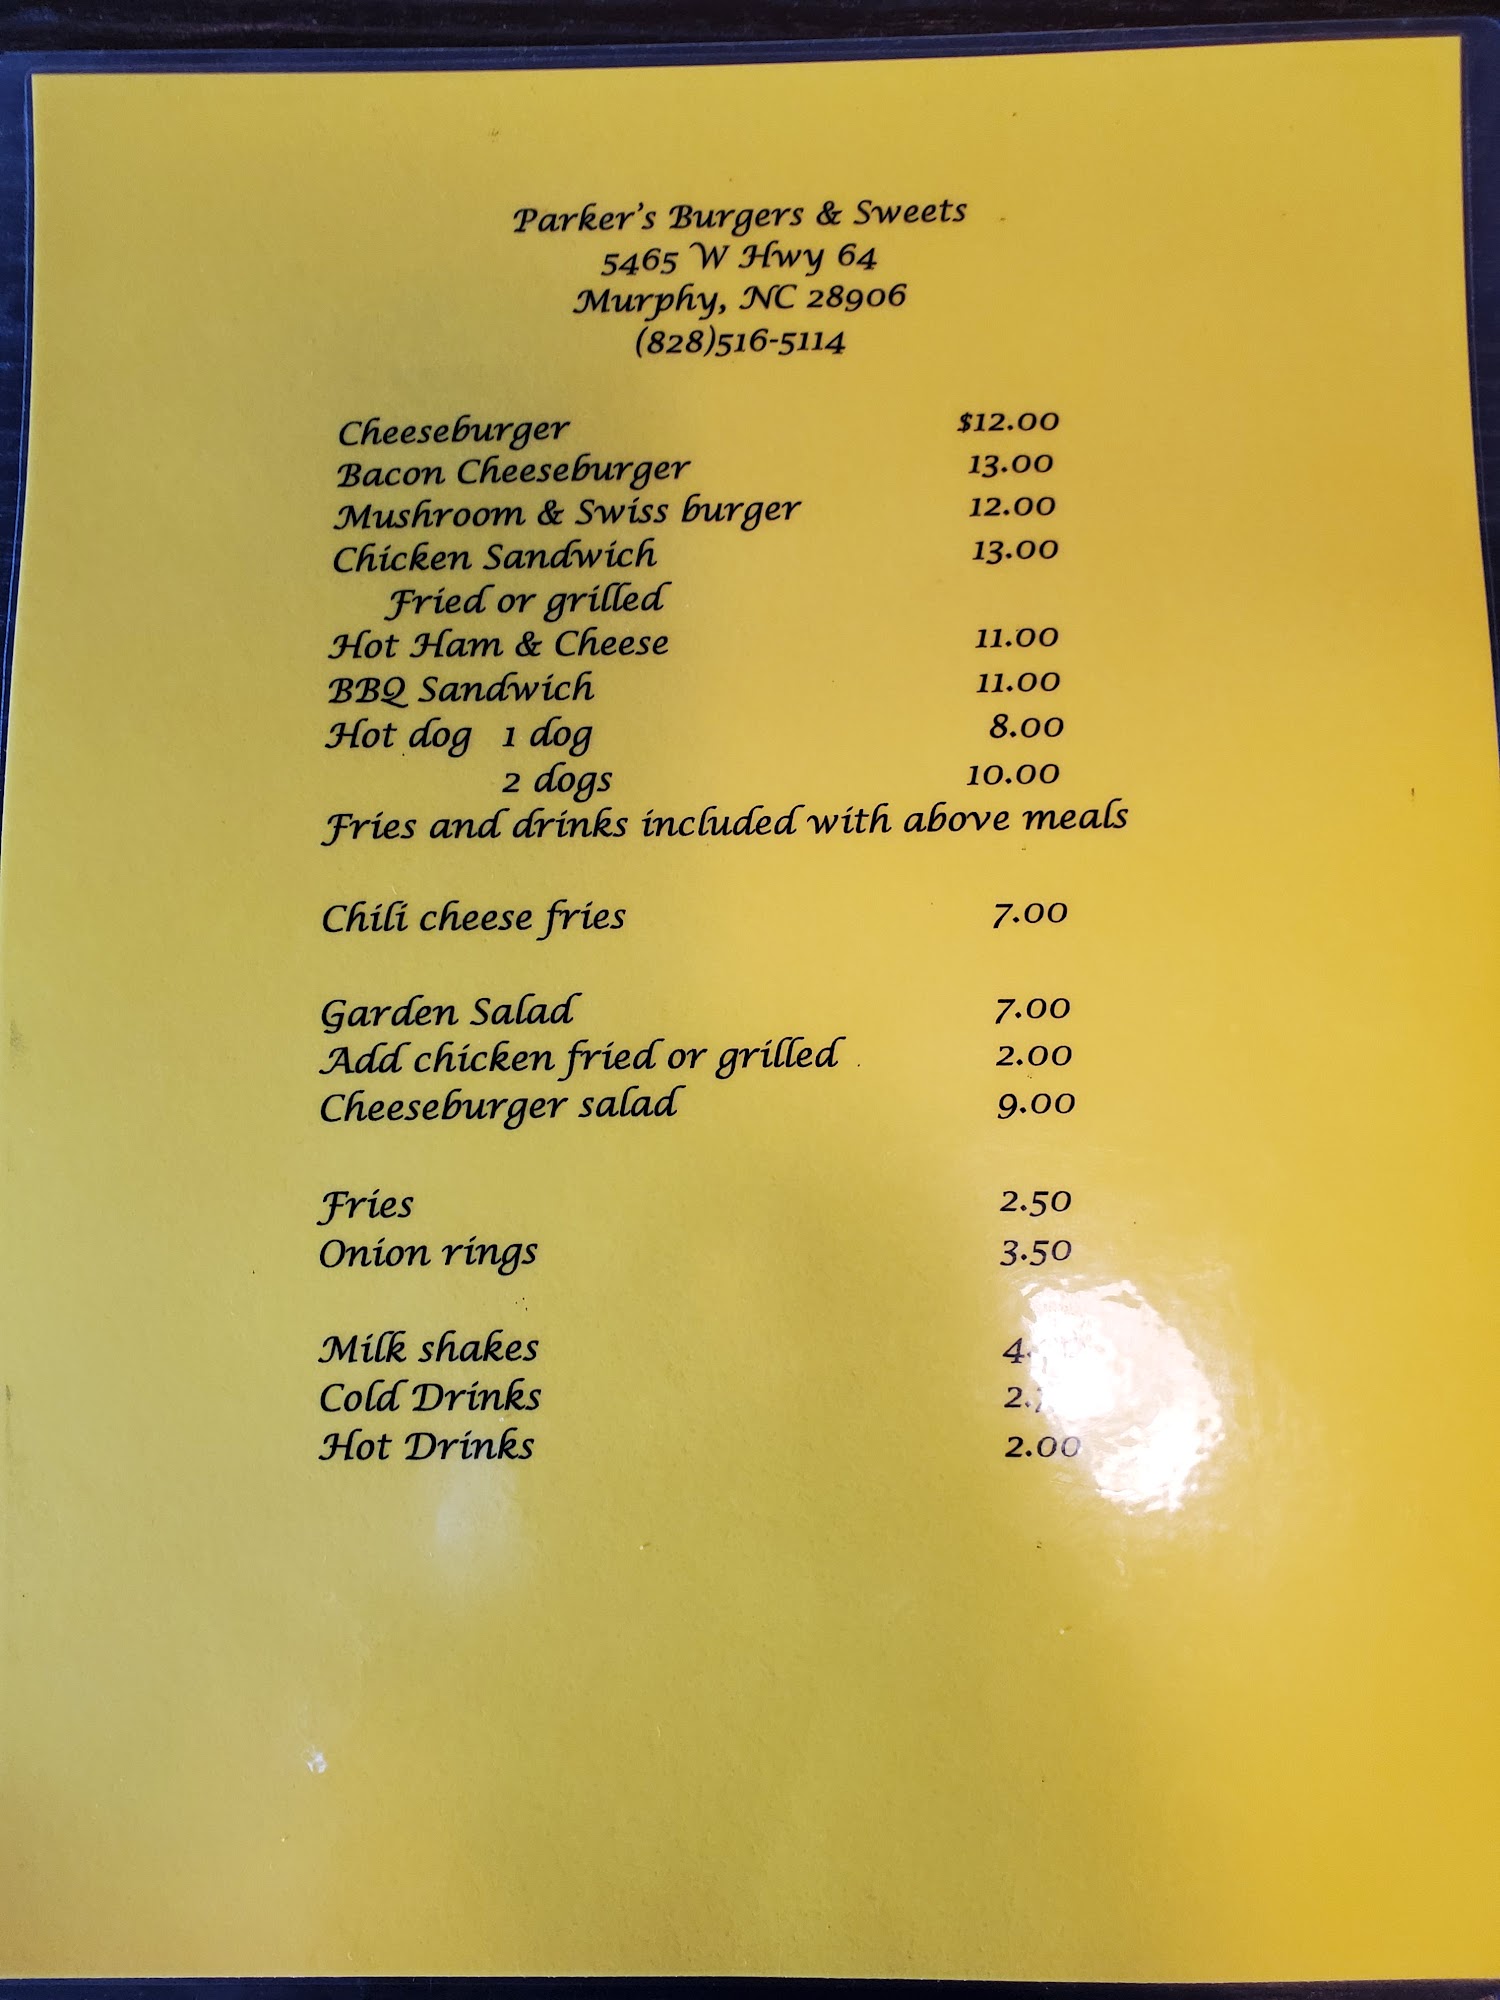 Parker's Burgers & Sweets
5465 W Hwy 64
Murphy, NC 28906
(828)516-5114
Cheeseburger $12.00
Bacon Cheeseburger 13.00
Mushroom & Swiss burger 12.00
Chicken Sandwich 13.00
Fried or grilled
Hot Ham & Cheese 11.00
BBQ Sandwich 11.00
Hot dog 1 dog 8.00
2 dogs 10.00
Fries and drinks included with above meals
Chili cheese fries 7.00
Garden Salad 7.00
Add chicken fried or grilled 2.00
Cheeseburger salad 9.00
Fries 2.50
Onion rings 3.50
Milk shakes
Cold Drinks
Hot Drinks 2.00